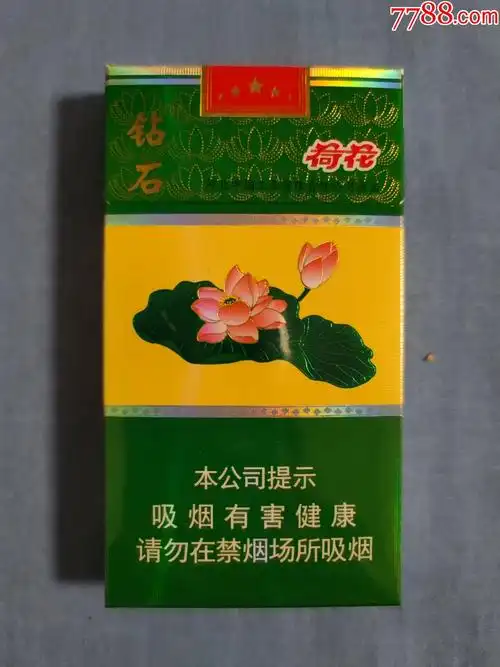 7788.com
钻石
荷花
本公司提示
吸烟有害健康
请勿在禁烟场所吸烟